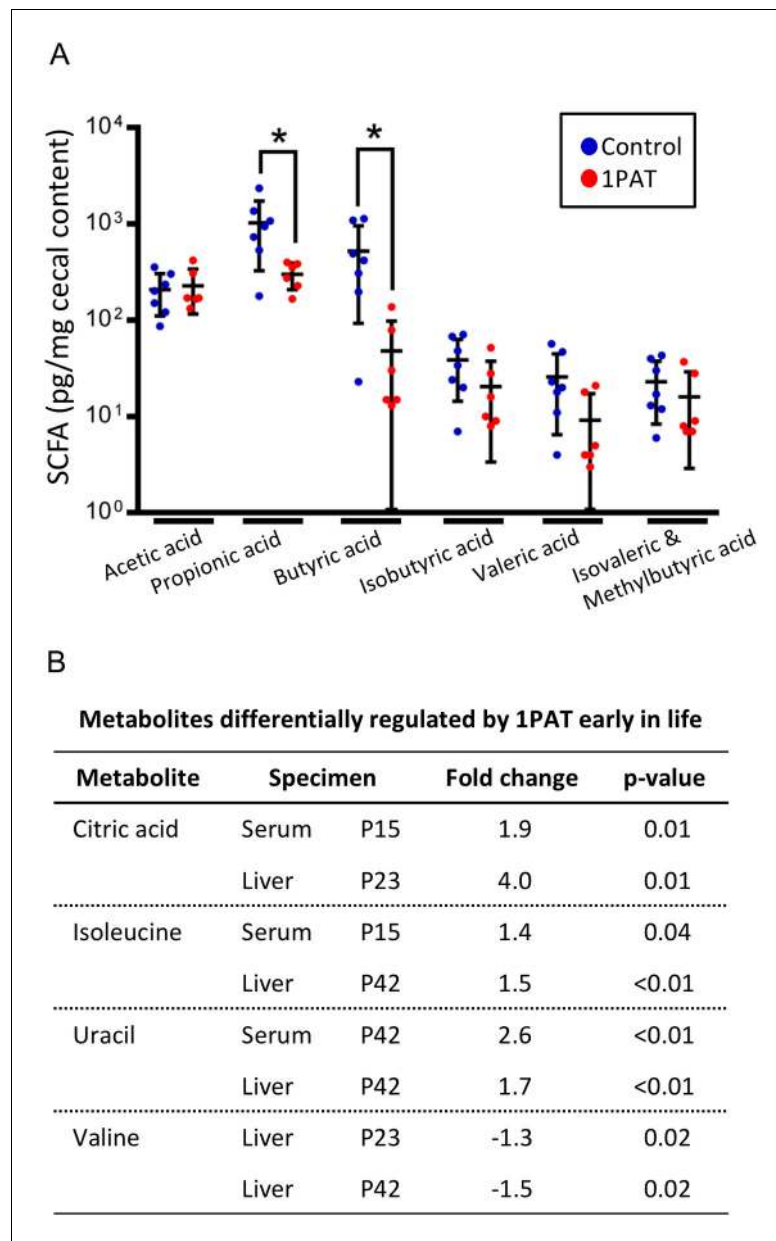 A
SCFA (pg/mg cecal content)
10⁴
10³
10²
10¹
10⁰
* *
Control
1PAT
Acetic acid
Propionic acid
Butyric acid
Isobutyric acid
Valeric acid
Isovaleric &
Methylbutyric acid
B
Metabolites differentially regulated by 1PAT early in life
Metabolite Specimen Fold change p-value
Citric acid Serum P15 1.9 0.01
Liver P23 4.0 0.01
Isoleucine Serum P15 1.4 0.04
Liver P42 1.5 <0.01
Uracil Serum P42 2.6 <0.01
Liver P42 1.7 <0.01
Valine Liver P23 -1.3 0.02
Liver P42 -1.5 0.02